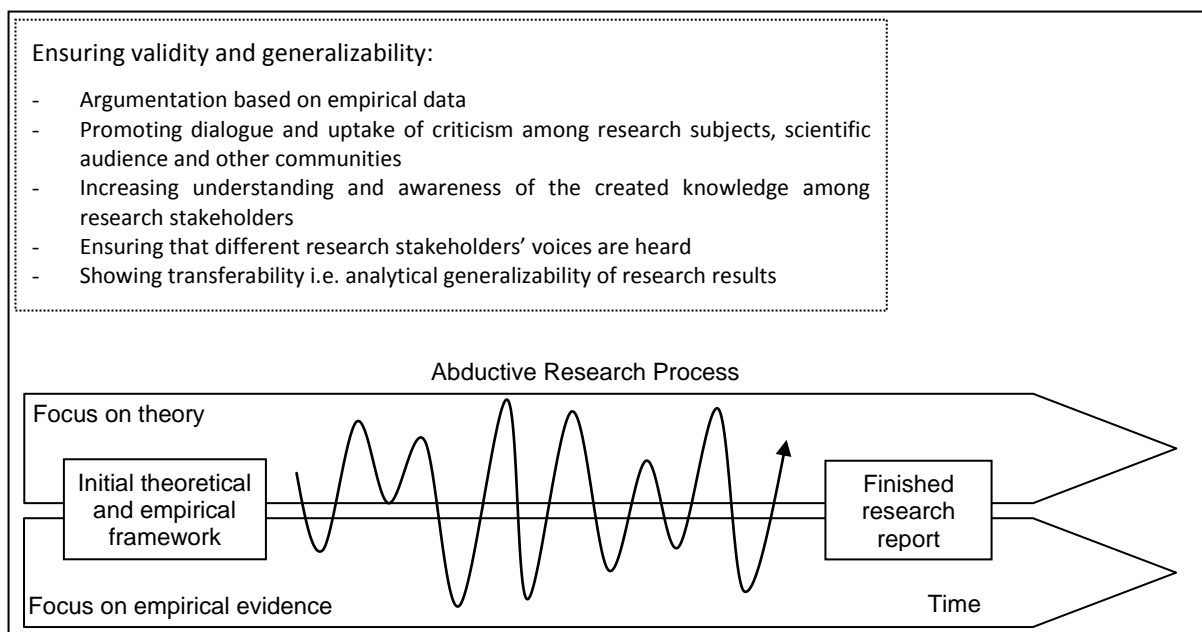 Ensuring validity and generalizability:
- Argumentation based on empirical data
- Promoting dialogue and uptake of criticism among research subjects, scientific
audience and other communities
- Increasing understanding and awareness of the created knowledge among
research stakeholders
- Ensuring that different research stakeholders’ voices are heard
- Showing transferability i.e. analytical generalizability of research results
Abductive Research Process
Focus on theory
Initial theoretical
and empirical
framework
Finished
research
report
Focus on empirical evidence
Time